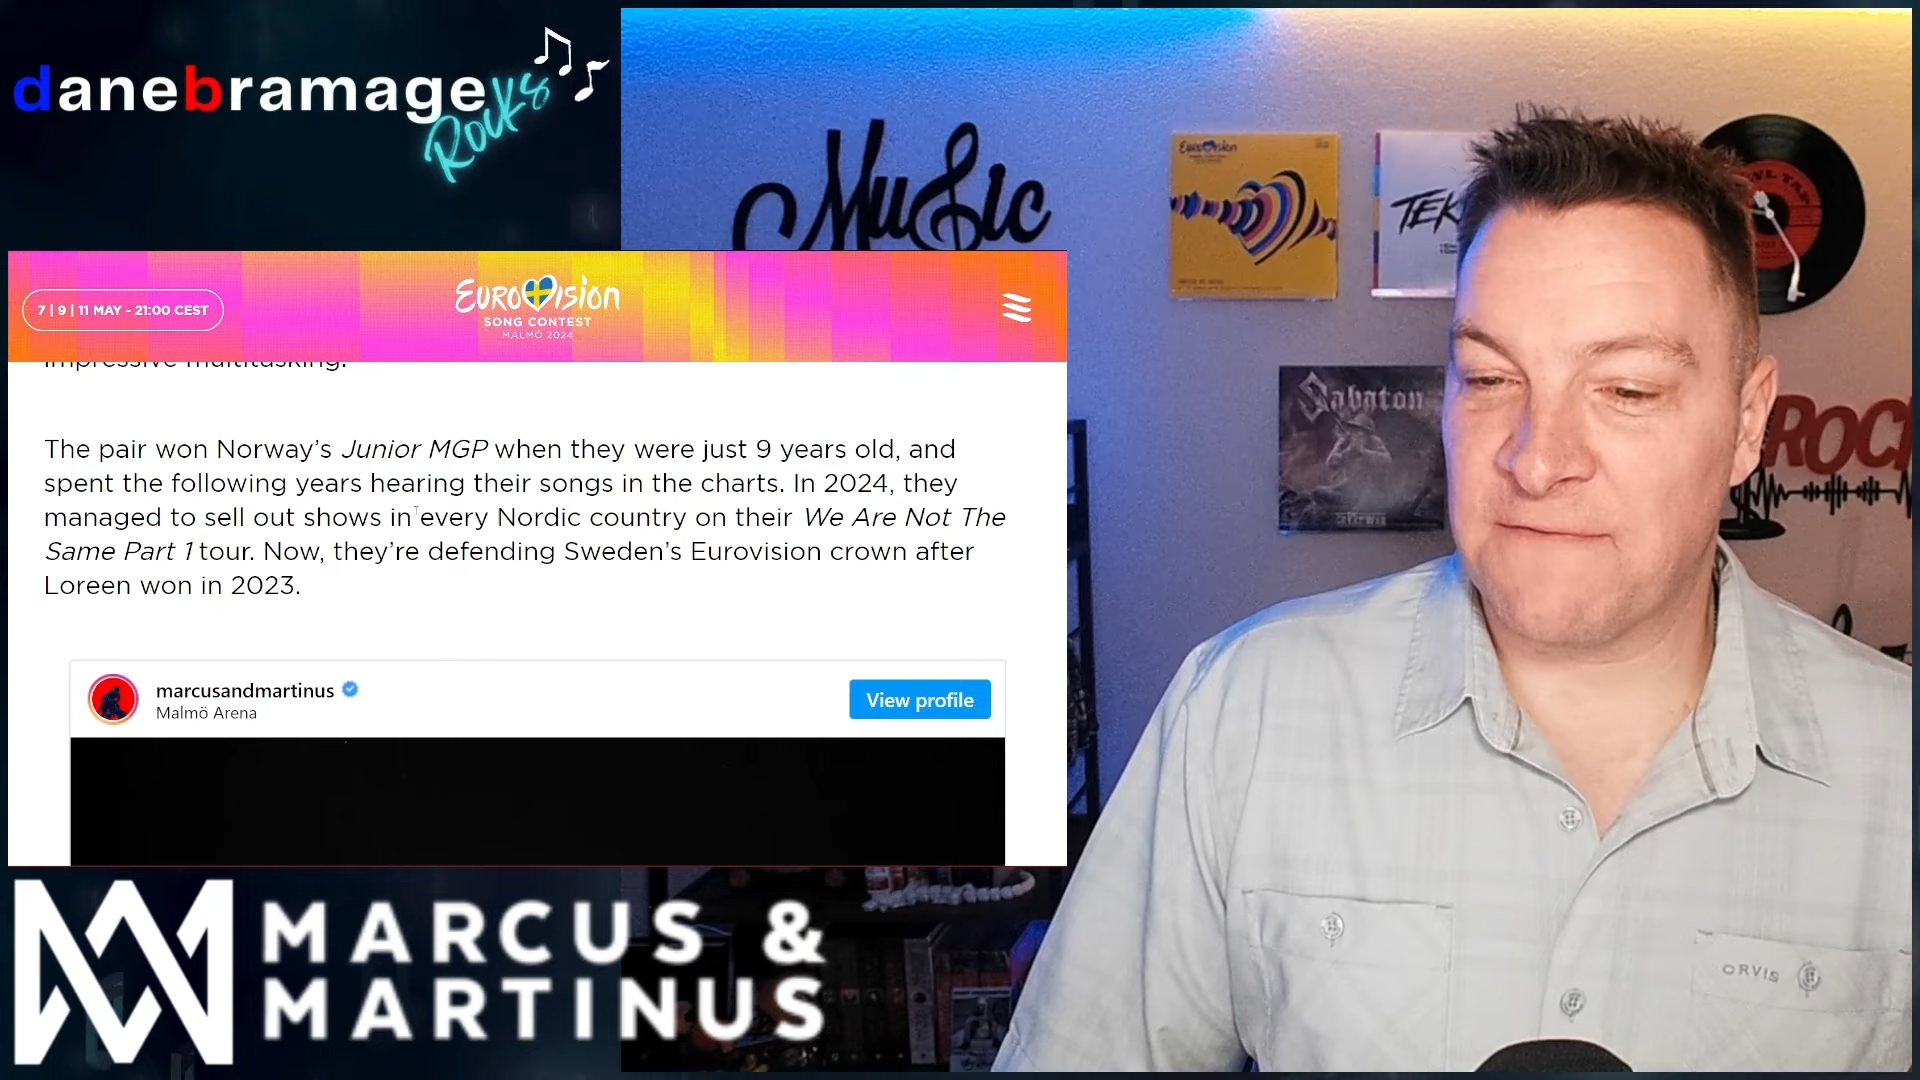 danebramage
Rocks
MuSic
EUROVISION
TEK
Sabaton
ROCK
7 | 9 | 11 MAY - 21:00 CEST
EUROVISION
SONG CONTEST
MALMÖ 2024
impressive multitasking.
The pair won Norway’s Junior MGP when they were just 9 years old, and
spent the following years hearing their songs in the charts. In 2024, they
managed to sell out shows in every Nordic country on their We Are Not The
Same Part 1 tour. Now, they’re defending Sweden’s Eurovision crown after
Loreen won in 2023.
marcusandmartinus
Malmö Arena
View profile
ORVIS
MARCUS &
MARTINUS